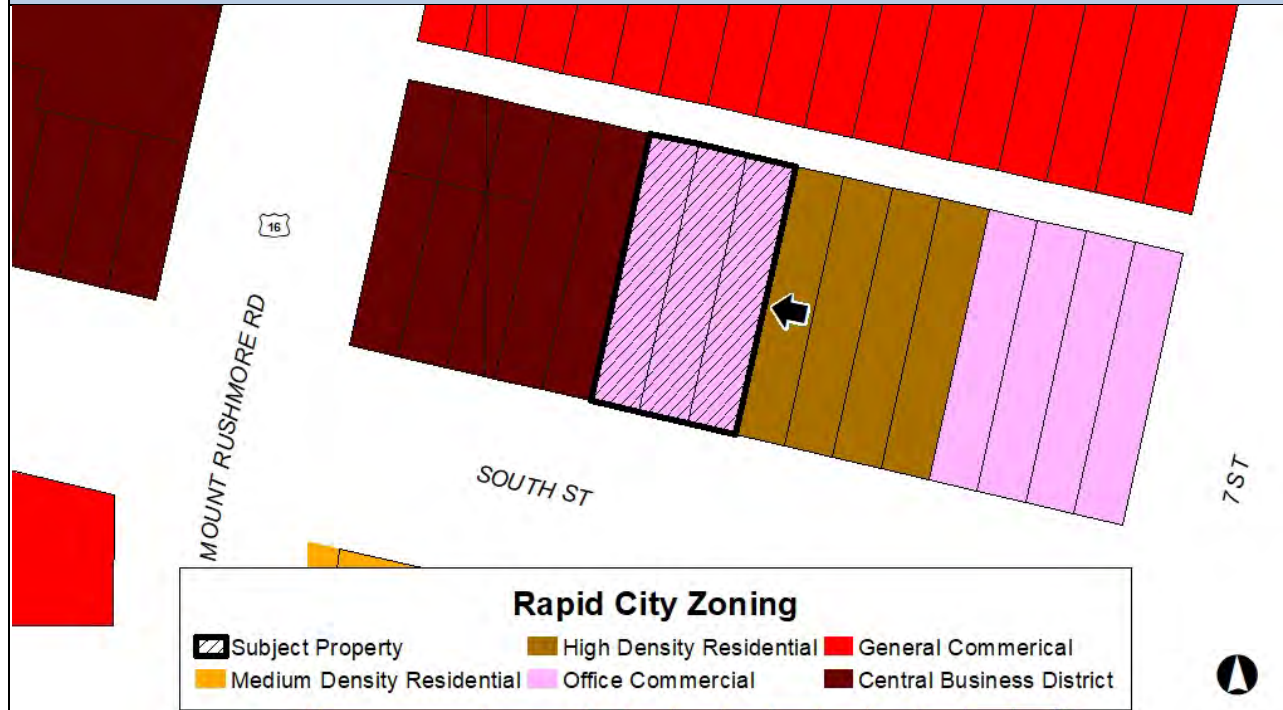 16
MOUNT RUSHMORE RD
SOUTH ST
7 ST
Rapid City Zoning
Subject Property
High Density Residential
General Commerical
Medium Density Residential
Office Commercial
Central Business District